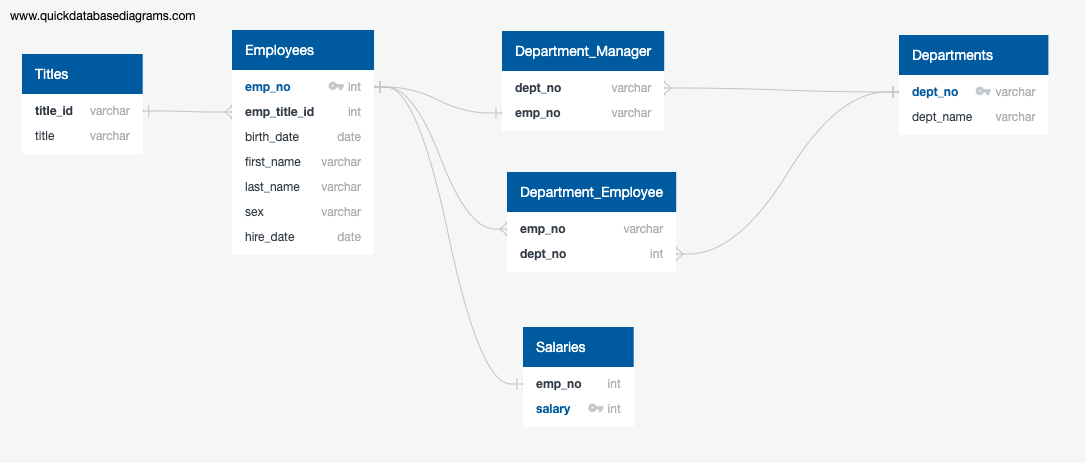 www.quickdatabasediagrams.com
Titles
title_id varchar
title varchar
Employees
emp_no int
emp_title_id int
birth_date date
first_name varchar
last_name varchar
sex varchar
hire_date date
Department_Manager
dept_no varchar
emp_no varchar
Department_Employee
emp_no varchar
dept_no int
Salaries
emp_no int
salary int
Departments
dept_no varchar
dept_name varchar